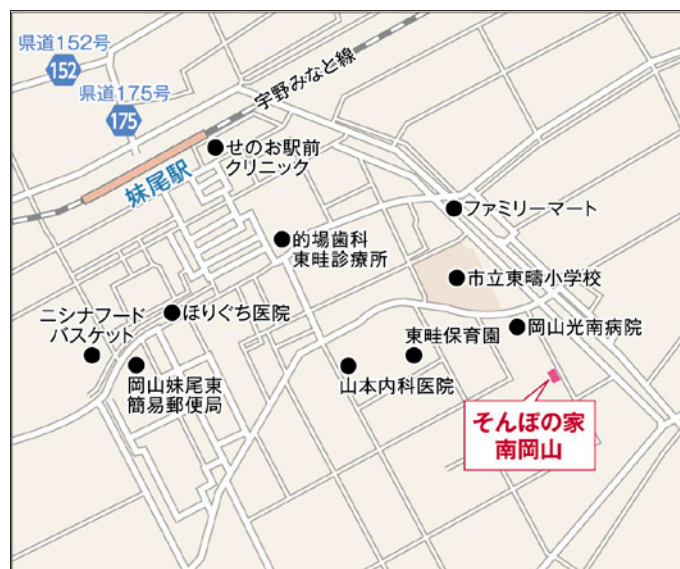 県道152号
152
県道175号
175
宇野みなと線
せのお駅前
クリニック
妹尾駅
ファミリーマート
的場歯科
東畦診療所
市立東疇小学校
ニシナフード
バスケット
ほりぐち医院
岡山光南病院
東畦保育園
岡山妹尾東
簡易郵便局
山本内科医院
そんぽの家
南岡山